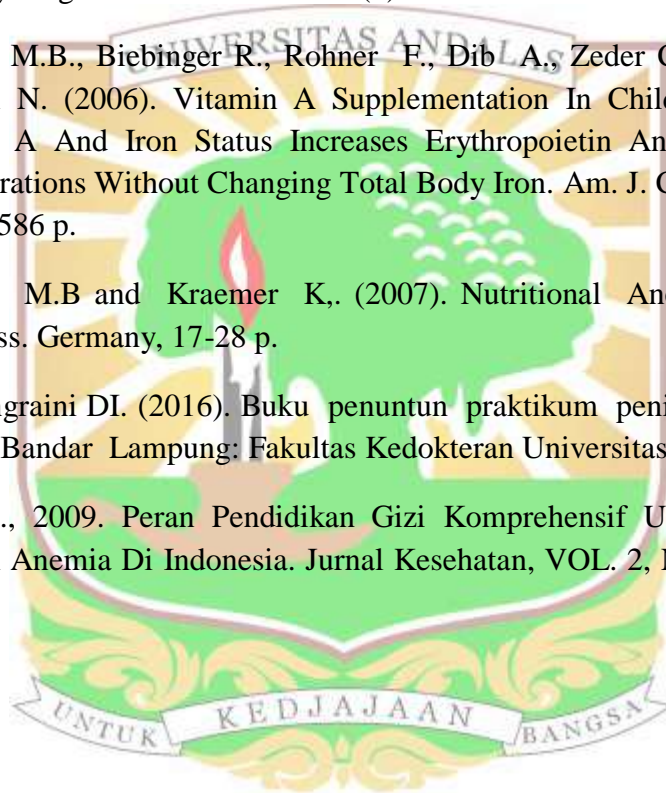 UNIVERSITAS ANDALAS
M.B., Biebinger R., Rohner F., Dib A., Zeder C
N. (2006). Vitamin A Supplementation In Chil
A And Iron Status Increases Erythropoietin An
rations Without Changing Total Body Iron. Am. J. C
586 p.
M.B and Kraemer K,. (2007). Nutritional An
ss. Germany, 17-28 p.
ngraini DI. (2016). Buku penuntun praktikum peni
Bandar Lampung: Fakultas Kedokteran Universitas
., 2009. Peran Pendidikan Gizi Komprehensif U
Anemia Di Indonesia. Jurnal Kesehatan, VOL. 2, 
UNTUK KEDJAJAAN BANGSA